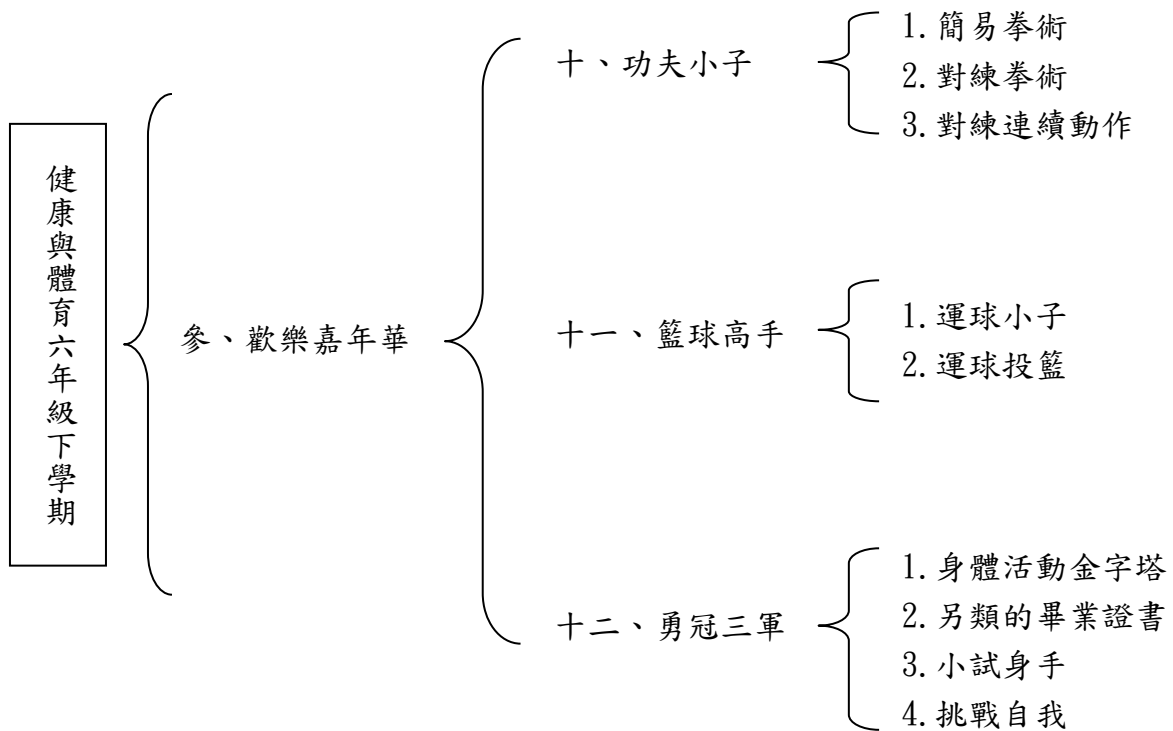 健康與體育六年級下學期
參、歡樂嘉年華
十、功夫小子
1.簡易拳術
2.對練拳術
3.對練連續動作
十一、籃球高手
1.運球小子
2.運球投籃
十二、勇冠三軍
1.身體活動金字塔
2.另類的畢業證書
3.小試身手
4.挑戰自我